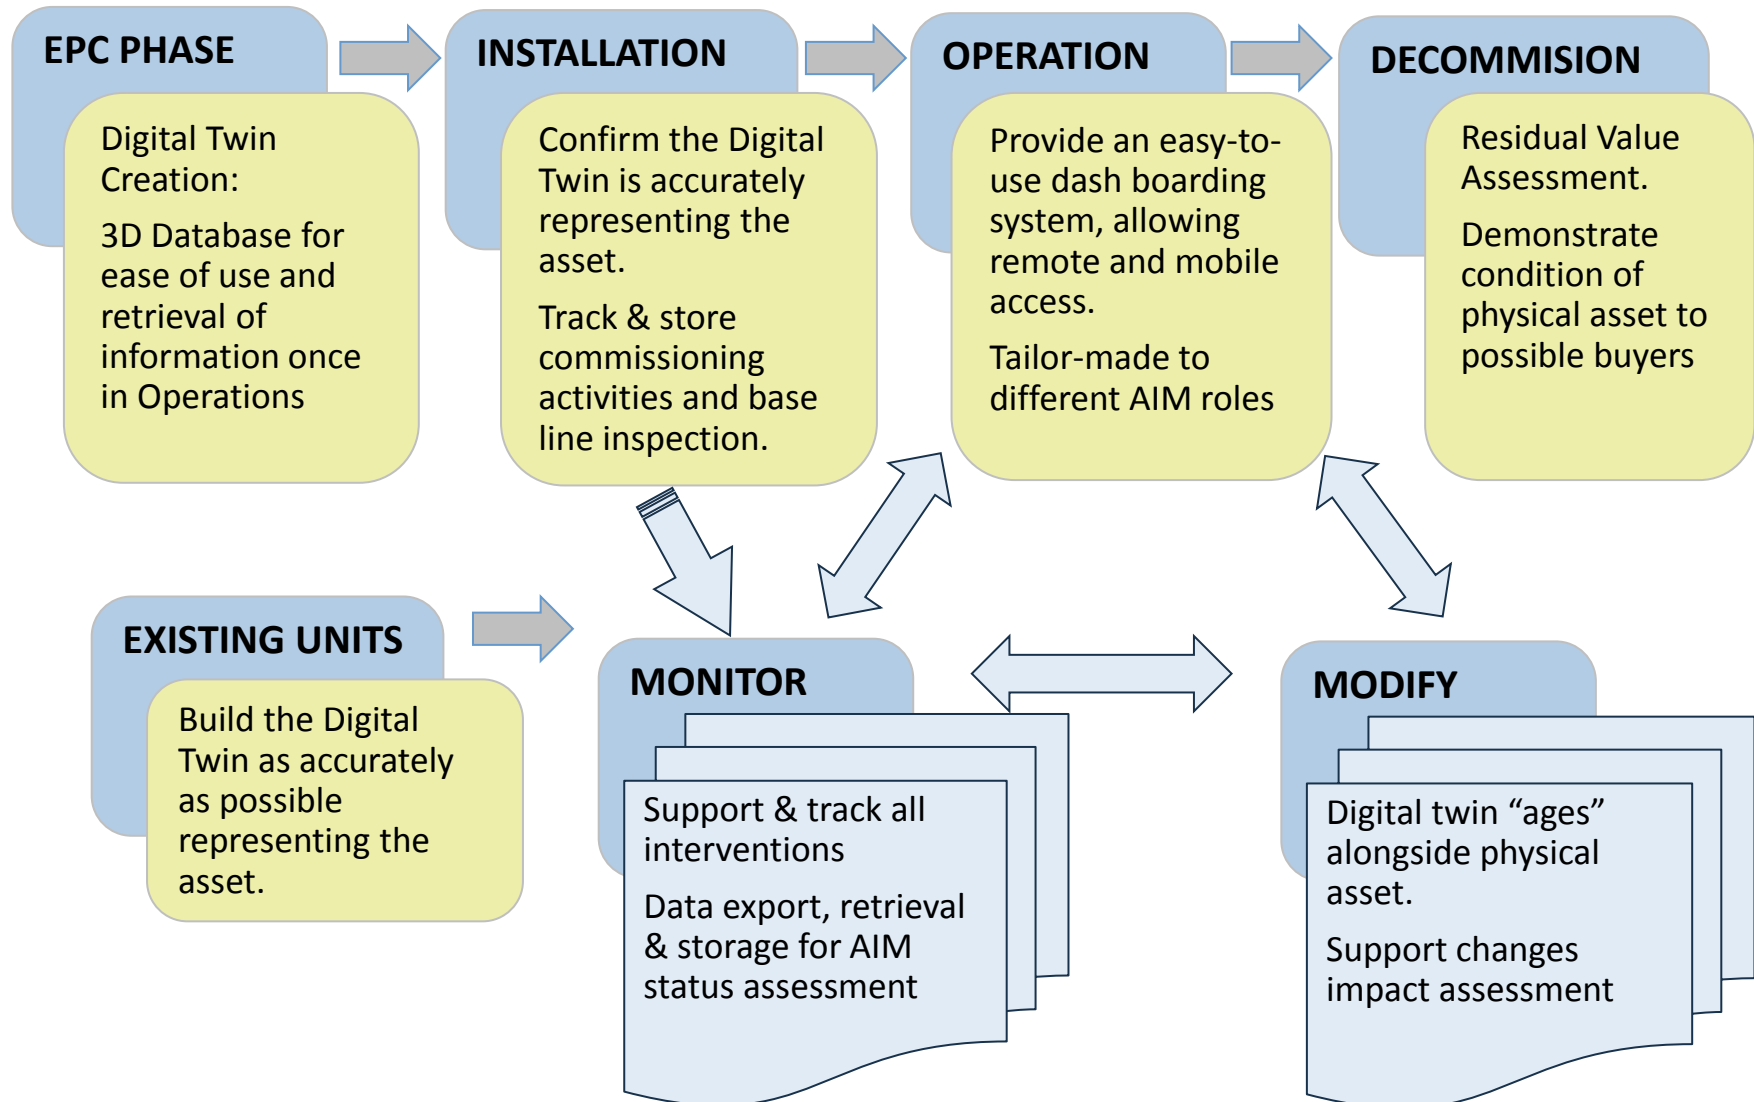 EPC PHASE
Digital Twin
Creation:
3D Database for
ease of use and
retrieval of
information once
in Operations
INSTALLATION
Confirm the Digital
Twin is accurately
representing the
asset.
Track & store
commissioning
activities and base
line inspection.
OPERATION
Provide an easy-to-
use dash boarding
system, allowing
remote and mobile
access.
Tailor-made to
different AIM roles
DECOMMISION
Residual Value
Assessment.
Demonstrate
condition of
physical asset to
possible buyers
EXISTING UNITS
Build the Digital
Twin as accurately
as possible
representing the
asset.
MONITOR
Support & track all
interventions
Data export, retrieval
& storage for AIM
status assessment
MODIFY
Digital twin “ages”
alongside physical
asset.
Support changes
impact assessment